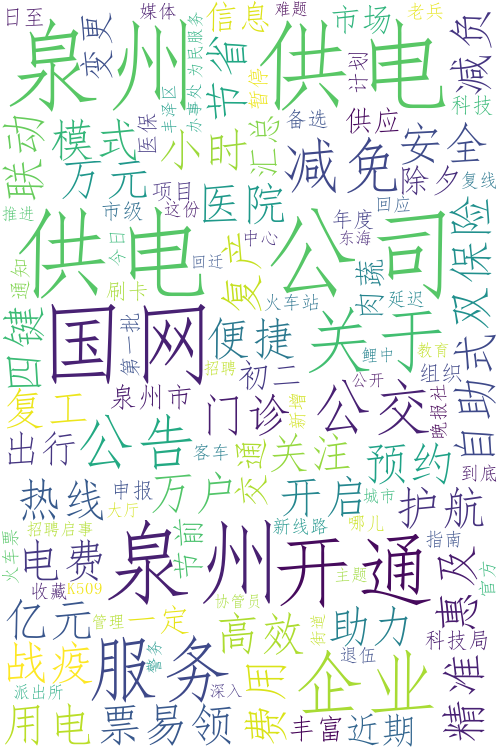 日至
媒体
信息
难题
老兵
泉州
供电
变更
节省
市场
减负
为民服务
办事处
丰泽区
暂停
计划
科技
联动
模式
医保
小时
汇总
备选
供应
安全
减免
万元
项目
医院
除夕
复线
推进
市级
这份
年度
回应
供电
公司
今日
中心
东海
通知
回迁
复产
肉蔬
延迟
双保险
刷卡
火车站
四键
国网
第一批
便捷
关于
自助式
鲤中
教育
招聘
初二
公开
组织
复工
泉州市
门诊
新增
公交
晚报社
出行
公告
客车
交通
关注
预约
到底
热线
申报
万户
开启
城市
护航
大厅
火车票
招聘启事
节前
新线路
哪儿
指南
电费
泉州
开通
惠及
官方
收藏
K509
主题
亿元
管理
一定
协管员
高效
街道
助力
科技局
战疫
服务
警务
退伍
精准
派出所
深入
费用
企业
用电
票易领
丰富
近期